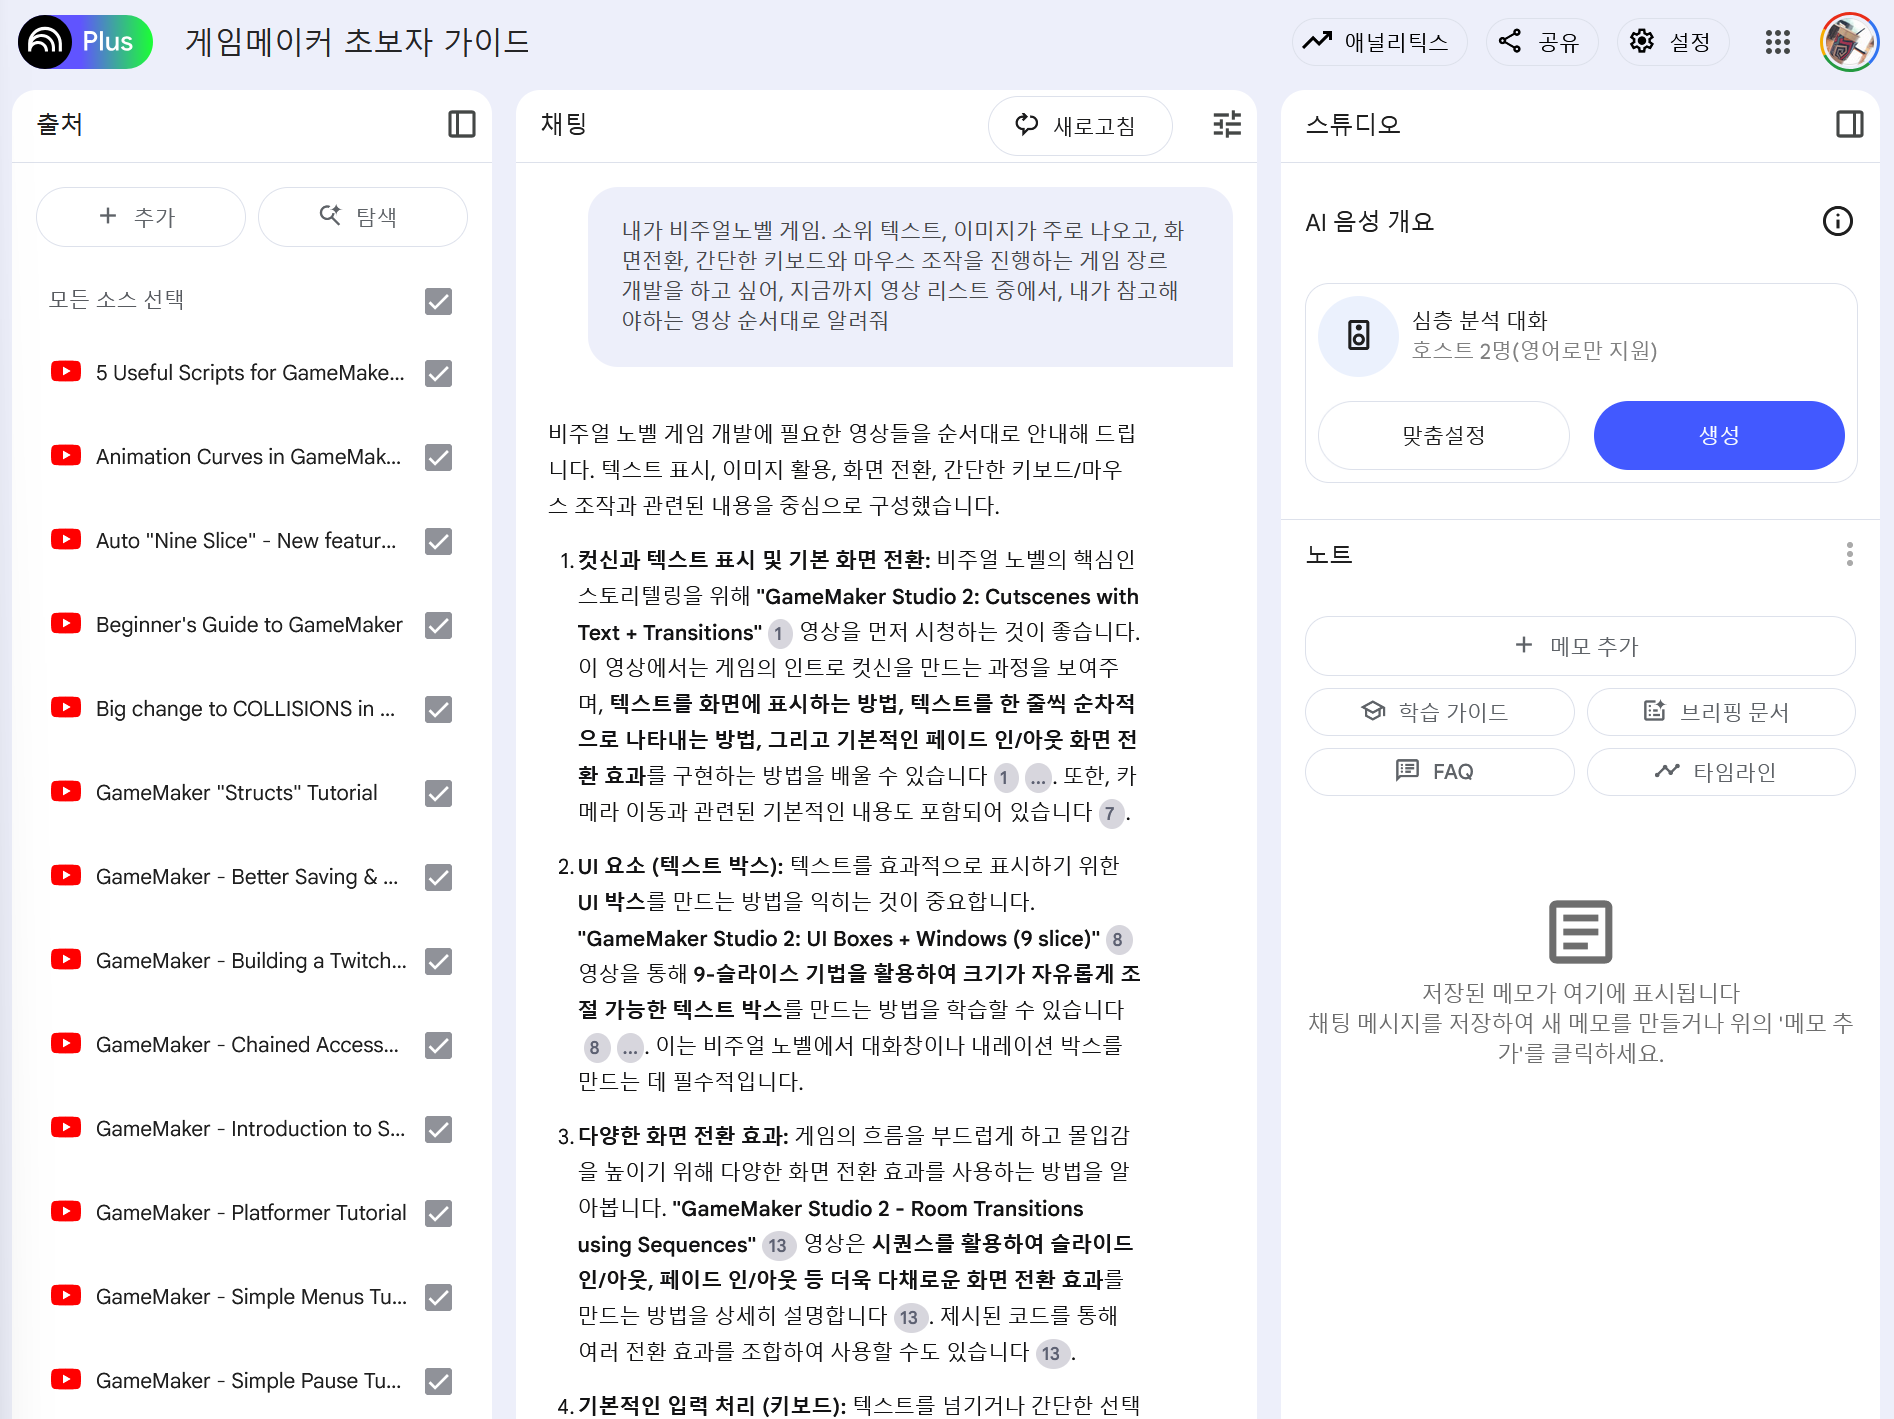 Plus
게임메이커 초보자 가이드
애널리틱스
공유
설정
출처
추가
탐색
모든 소스 선택
5 Useful Scripts for GameMake...
Animation Curves in GameMak...
Auto "Nine Slice" - New featur...
Beginner's Guide to GameMaker
Big change to COLLISIONS in ...
GameMaker "Structs" Tutorial
GameMaker - Better Saving & ...
GameMaker - Building a Twitch...
GameMaker - Chained Access...
GameMaker - Introduction to S...
GameMaker - Platformer Tutorial
GameMaker - Simple Menus Tu...
GameMaker - Simple Pause Tu...
채팅
새로고침
내가 비주얼노벨 게임. 소위 텍스트, 이미지가 주로 나오고, 화
면전환, 간단한 키보드와 마우스 조작을 진행하는 게임 장르
개발을 하고 싶어, 지금까지 영상 리스트 중에서, 내가 참고해
야하는 영상 순서대로 알려줘
비주얼 노벨 게임 개발에 필요한 영상들을 순서대로 안내해 드립
니다. 텍스트 표시, 이미지 활용, 화면 전환, 간단한 키보드/마우
스 조작과 관련된 내용을 중심으로 구성했습니다.
1. 컷신과 텍스트 표시 및 기본 화면 전환: 비주얼 노벨의 핵심인
스토리텔링을 위해 "GameMaker Studio 2: Cutscenes with
Text + Transitions" 1 영상을 먼저 시청하는 것이 좋습니다.
이 영상에서는 게임의 인트로 컷신을 만드는 과정을 보여주
며, 텍스트를 화면에 표시하는 방법, 텍스트를 한 줄씩 순차적
으로 나타내는 방법, 그리고 기본적인 페이드 인/아웃 화면 전
환 효과를 구현하는 방법을 배울 수 있습니다 1 .... 또한, 카
메라 이동과 관련된 기본적인 내용도 포함되어 있습니다 7.
2. UI 요소 (텍스트 박스): 텍스트를 효과적으로 표시하기 위한
UI 박스를 만드는 방법을 익히는 것이 중요합니다.
"GameMaker Studio 2: UI Boxes + Windows (9 slice)" 8
영상을 통해 9-슬라이스 기법을 활용하여 크기가 자유롭게 조
절 가능한 텍스트 박스를 만드는 방법을 학습할 수 있습니다
8 .... 이는 비주얼 노벨에서 대화창이나 내레이션 박스를
만드는 데 필수적입니다.
3. 다양한 화면 전환 효과: 게임의 흐름을 부드럽게 하고 몰입감
을 높이기 위해 다양한 화면 전환 효과를 사용하는 방법을 알
아봅니다. "GameMaker Studio 2 - Room Transitions
using Sequences" 13 영상은 시퀀스를 활용하여 슬라이드
인/아웃, 페이드 인/아웃 등 더욱 다채로운 화면 전환 효과를
만드는 방법을 상세히 설명합니다 13. 제시된 코드를 통해
여러 전환 효과를 조합하여 사용할 수도 있습니다 13.
4. 기본적인 입력 처리 (키보드): 텍스트를 넘기거나 간단한 선택
스튜디오
AI 음성 개요
심층 분석 대화
호스트 2명(영어로만 지원)
맞춤설정
생성
노트
메모 추가
학습 가이드
브리핑 문서
FAQ
타임라인
저장된 메모가 여기에 표시됩니다
채팅 메시지를 저장하여 새 메모를 만들거나 위의 '메모 추
가'를 클릭하세요.